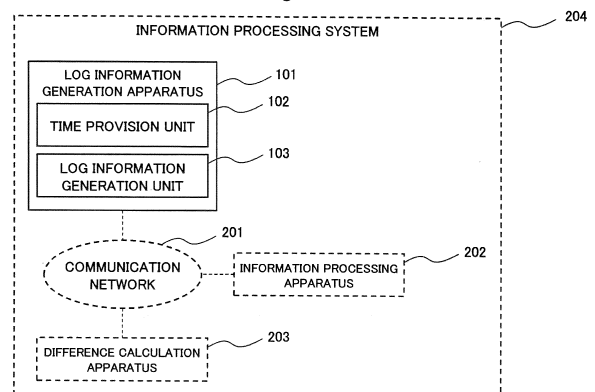 INFORMATION PROCESSING SYSTEM
204
LOG INFORMATION
GENERATION APPARATUS
101
102
TIME PROVISION UNIT
103
LOG INFORMATION
GENERATION UNIT
201
COMMUNICATION
NETWORK
202
INFORMATION PROCESSING
APPARATUS
203
DIFFERENCE CALCULATION
APPARATUS